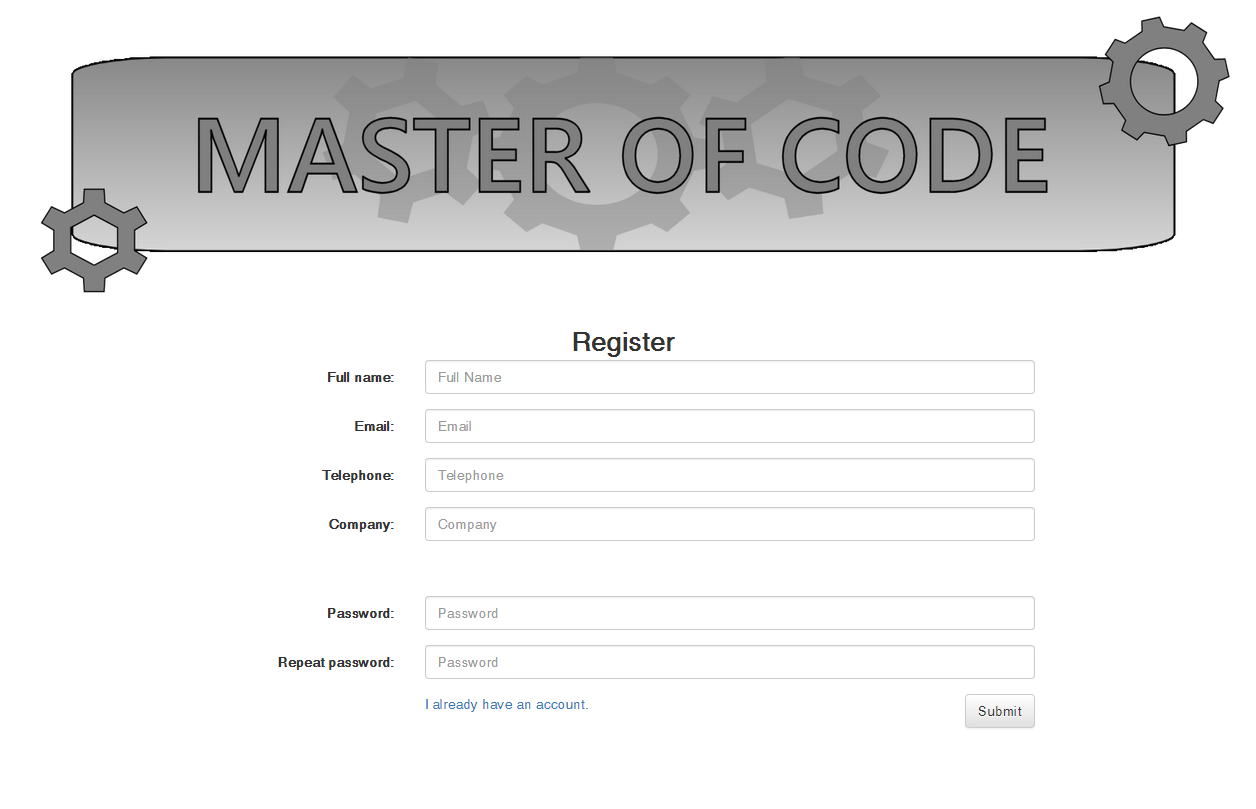 MASTER OF CODE
Register
Full name: Full Name
Email: Email
Telephone: Telephone
Company: Company
Password: Password
Repeat password: Password
I already have an account. Submit